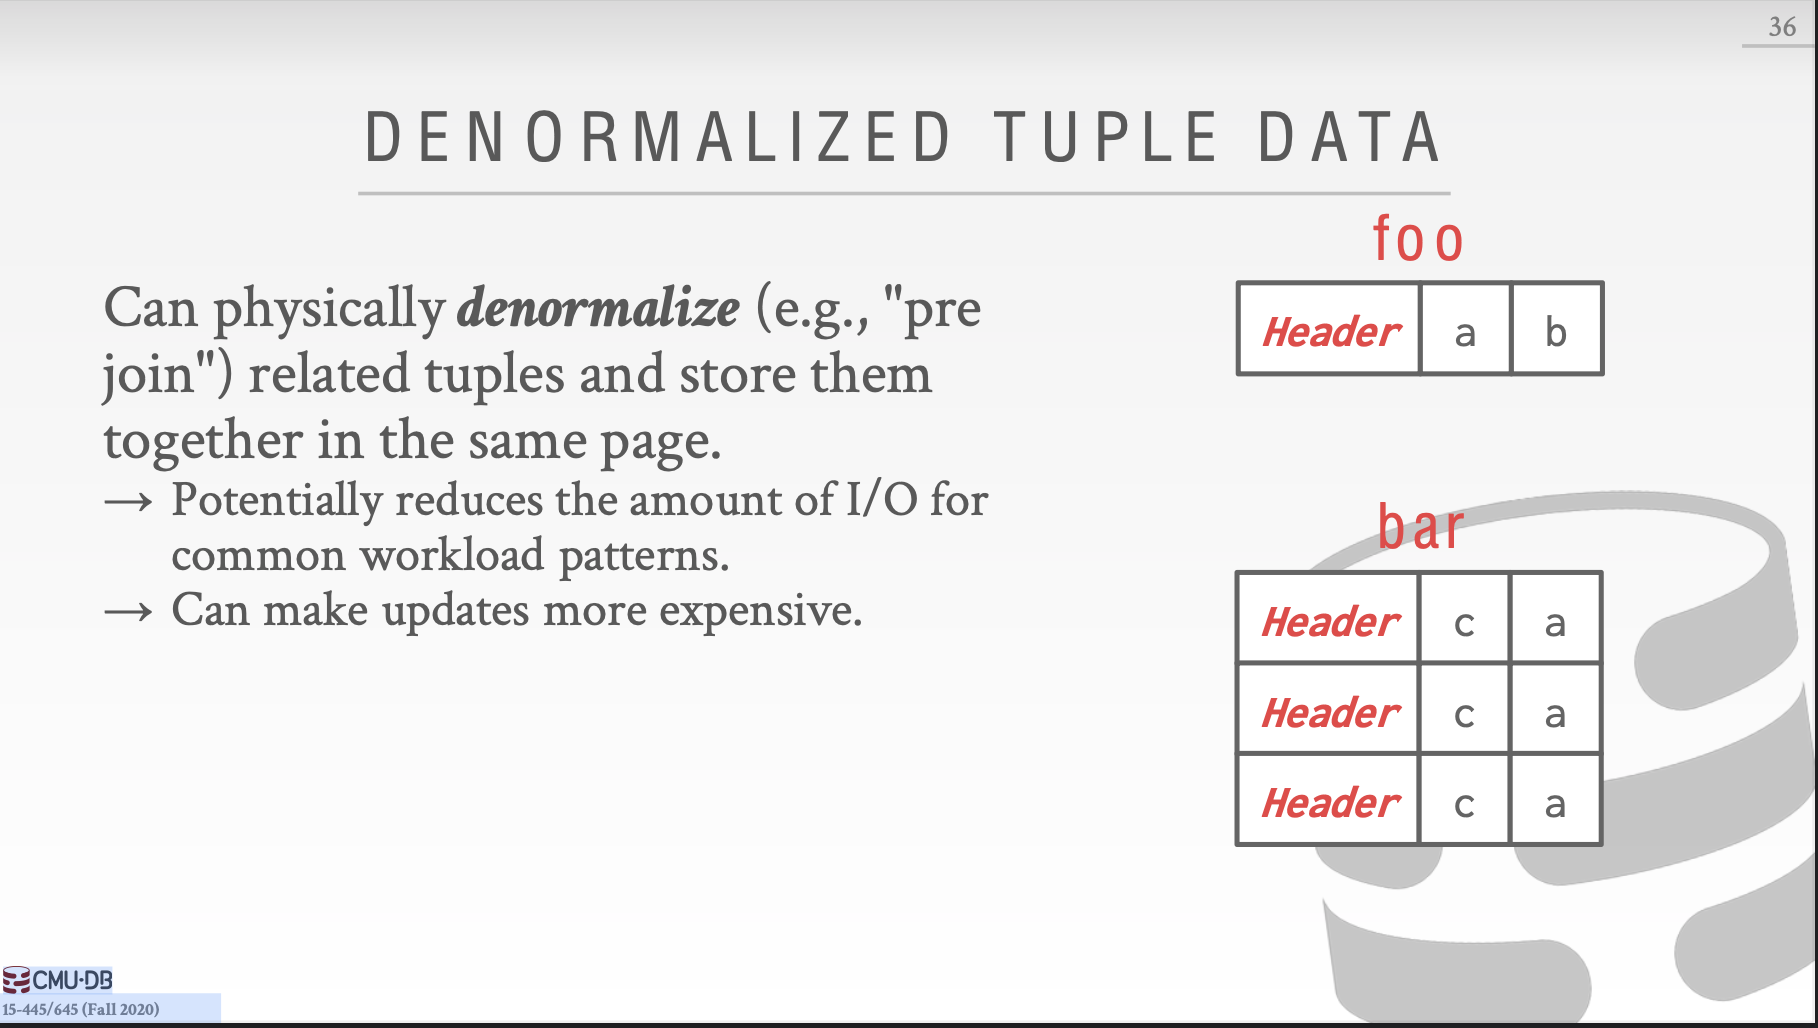 36
DENORMALIZED TUPLE DATA
Can physically denormalize (e.g., "pre
join") related tuples and store them
together in the same page.
→ Potentially reduces the amount of I/O for
common workload patterns.
→ Can make updates more expensive.
foo
Header a b
bar
Header c a
Header c a
Header c a
CMU·DB
15-445/645 (Fall 2020)